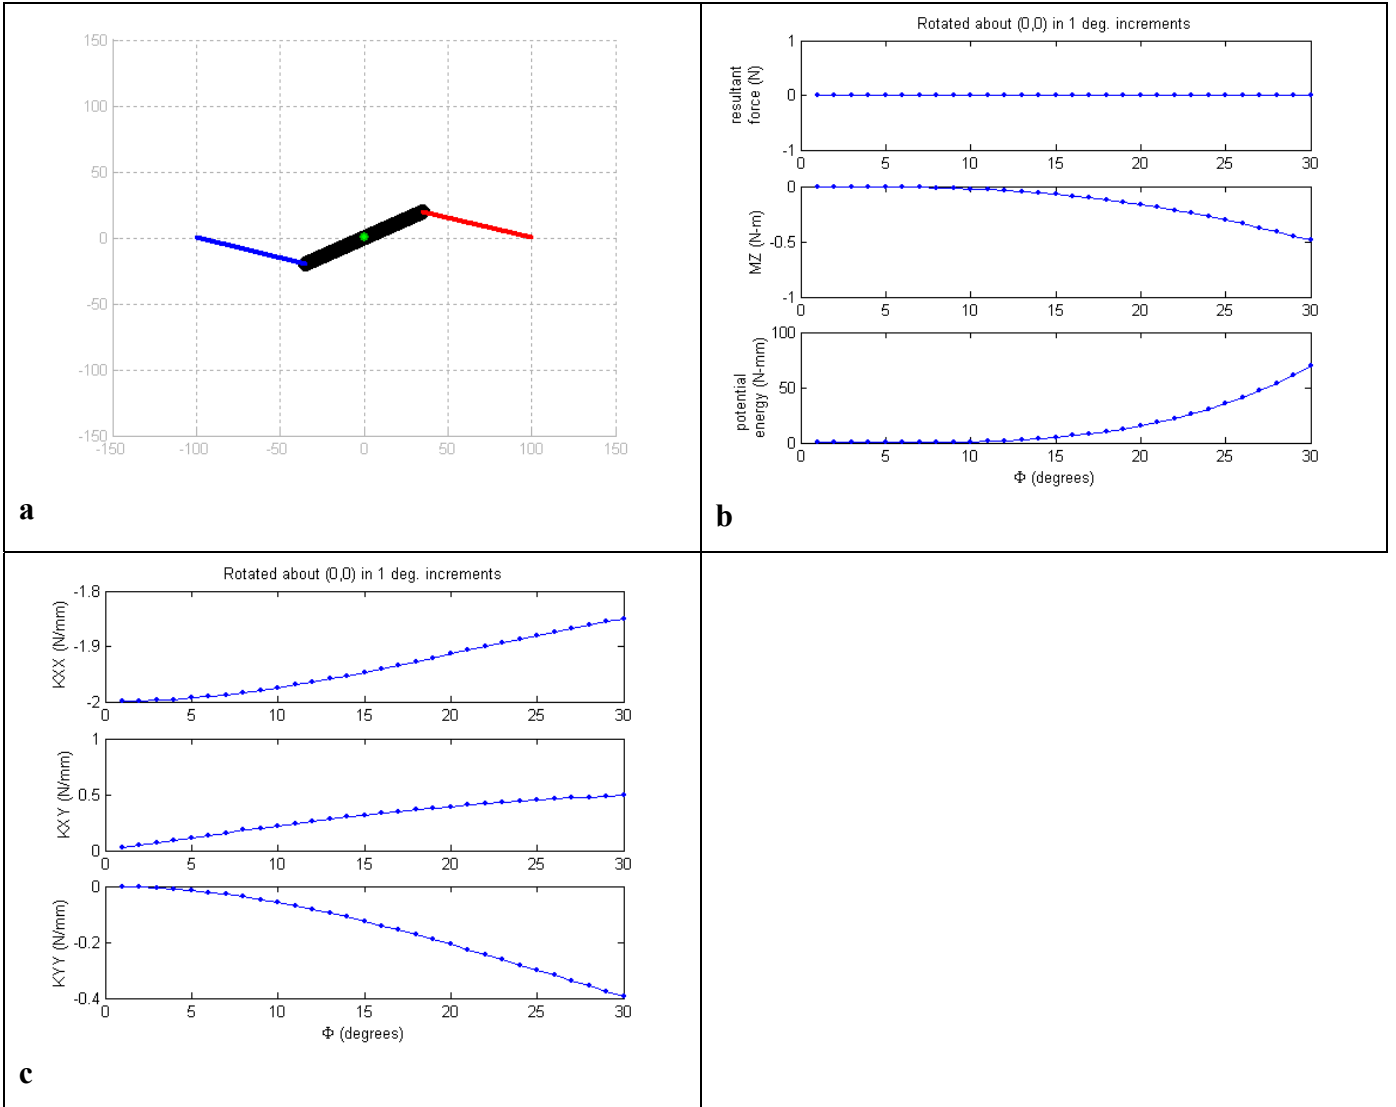 150
100
50
0
-50
-100
-150
-150 -100 -50 0 50 100 150
a
Rotated about (0,0) in 1 deg. increments
resultant
force (N)
1
0
-1
0 5 10 15 20 25 30
MZ (N-m)
0
-0.5
-1
0 5 10 15 20 25 30
potential
energy (N-mm)
100
50
0
0 5 10 15 20 25 30
Φ (degrees)
b
Rotated about (0,0) in 1 deg. increments
KXX (N/mm)
-1.8
-1.9
-2
0 5 10 15 20 25 30
KXY (N/mm)
1
0.5
0
0 5 10 15 20 25 30
KYY (N/mm)
0
-0.2
-0.4
0 5 10 15 20 25 30
Φ (degrees)
c